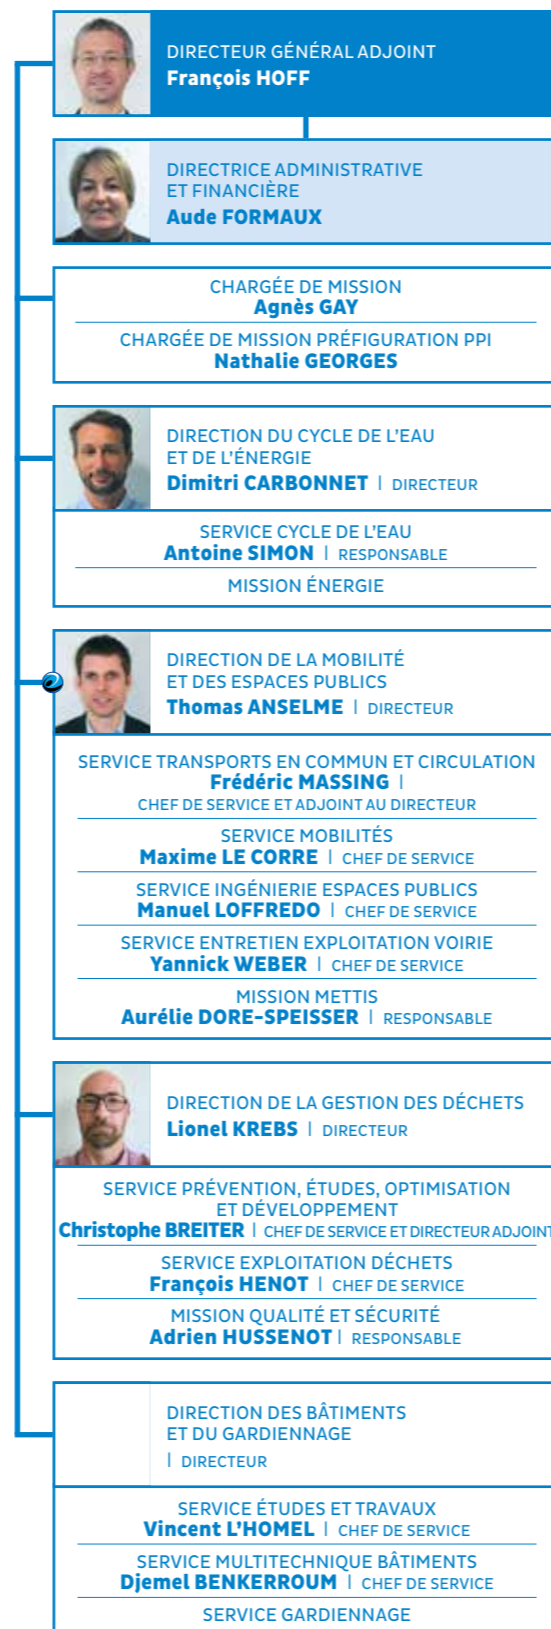 DIRECTEUR GÉNÉRAL ADJOINT
François HOFF
DIRECTRICE ADMINISTRATIVE
ET FINANCIÈRE
Aude FORMAUX
CHARGÉE DE MISSION
Agnès GAY
CHARGÉE DE MISSION PRÉFIGURATION PPI
Nathalie GEORGES
DIRECTION DU CYCLE DE L'EAU
ET DE L'ÉNERGIE
Dimitri CARBONNET | DIRECTEUR
SERVICE CYCLE DE L'EAU
Antoine SIMON | RESPONSABLE
MISSION ÉNERGIE
DIRECTION DE LA MOBILITÉ
ET DES ESPACES PUBLICS
Thomas ANSELME | DIRECTEUR
SERVICE TRANSPORTS EN COMMUN ET CIRCULATION
Frédéric MASSING |
CHEF DE SERVICE ET ADJOINT AU DIRECTEUR
SERVICE MOBILITÉS
Maxime LE CORRE | CHEF DE SERVICE
SERVICE INGÉNIERIE ESPACES PUBLICS
Manuel LOFFREDO | CHEF DE SERVICE
SERVICE ENTRETIEN EXPLOITATION VOIRIE
Yannick WEBER | CHEF DE SERVICE
MISSION METTIS
Aurélie DORE-SPEISSER | RESPONSABLE
DIRECTION DE LA GESTION DES DÉCHETS
Lionel KREBS | DIRECTEUR
SERVICE PRÉVENTION, ÉTUDES, OPTIMISATION
ET DÉVELOPPEMENT
Christophe BREITER | CHEF DE SERVICE ET DIRECTEUR ADJOINT
SERVICE EXPLOITATION DÉCHETS
François HENOT | CHEF DE SERVICE
MISSION QUALITÉ ET SÉCURITÉ
Adrien HUSSENOT | RESPONSABLE
DIRECTION DES BÂTIMENTS
ET DU GARDIENNAGE
| DIRECTEUR
SERVICE ÉTUDES ET TRAVAUX
Vincent L'HOMEL | CHEF DE SERVICE
SERVICE MULTITECHNIQUE BÂTIMENTS
Djemel BENKERROUM | CHEF DE SERVICE
SERVICE GARDIENNAGE